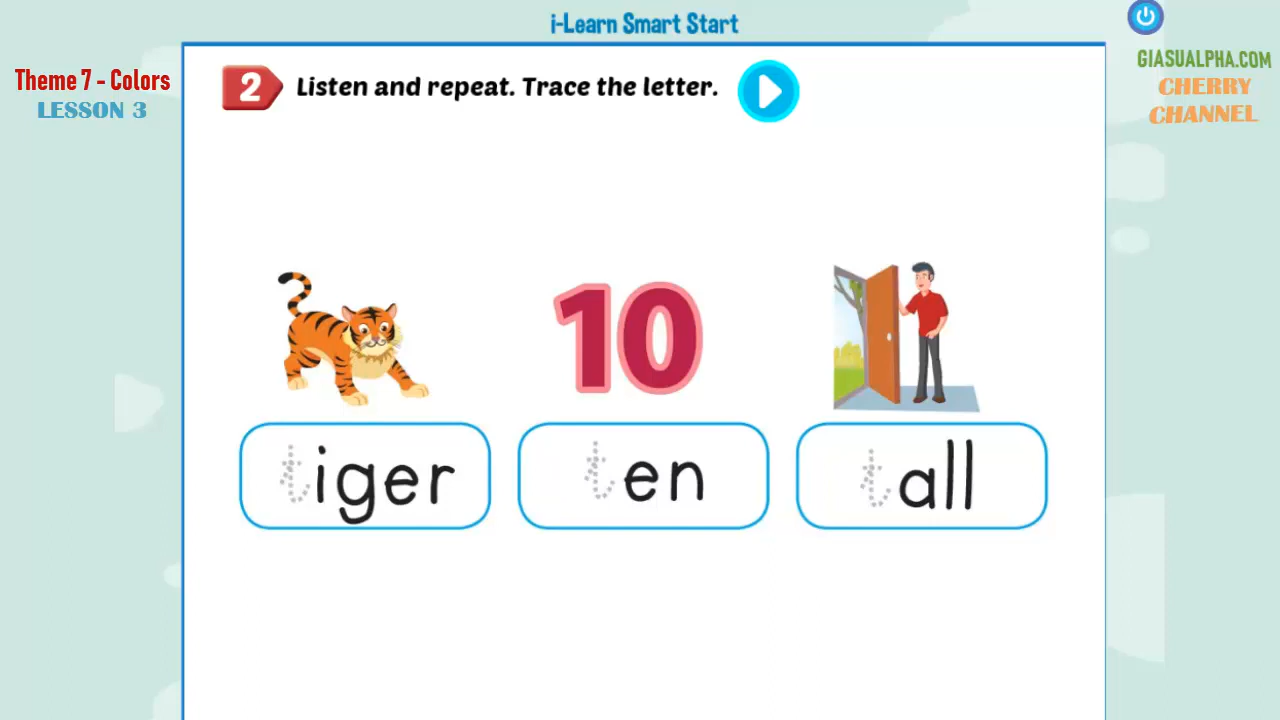 i-Learn Smart Start
Theme 7 - Colors
LESSON 3
GIASUALPHA.COM
CHERRY
CHANNEL
2 Listen and repeat. Trace the letter.
10
tiger ten tall